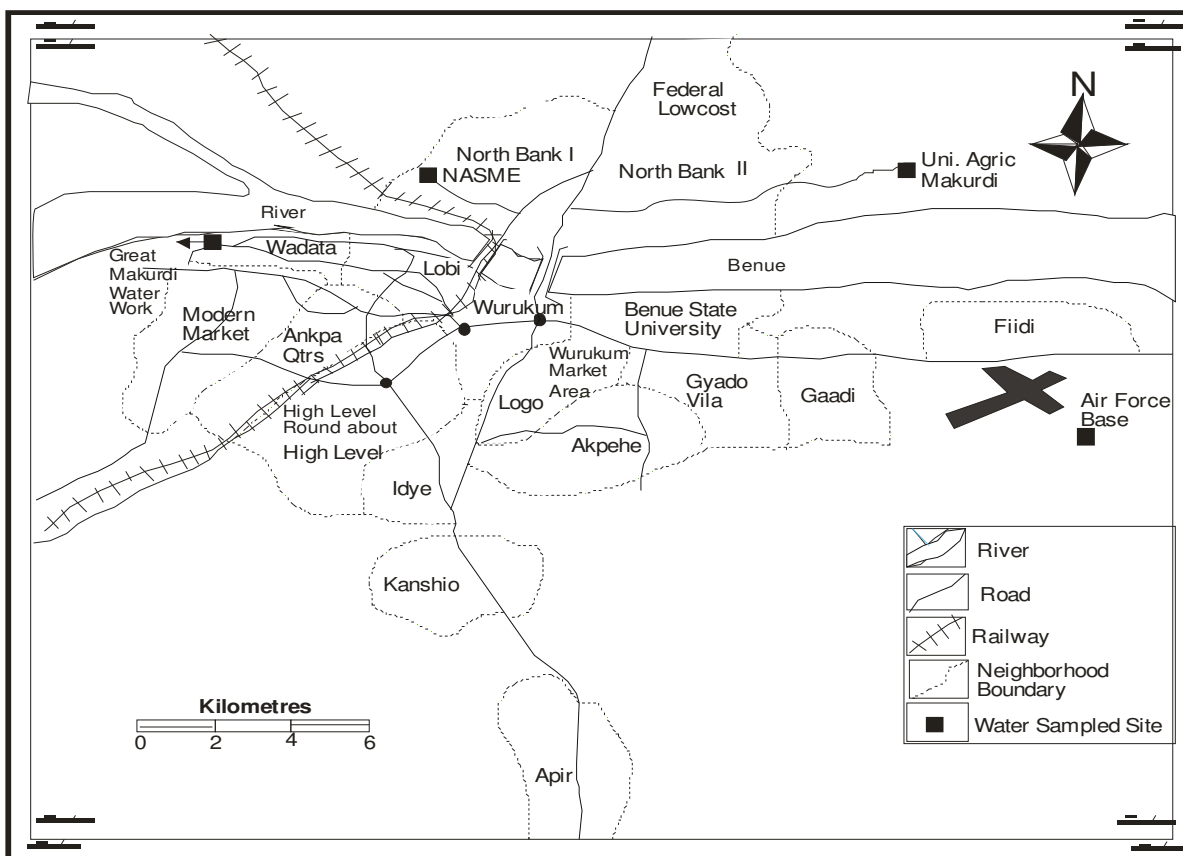 N
Federal
Lowcost
North Bank I
NASME
North Bank II
Uni. Agric
Makurdi
River
Wadata
Great
Makurdi
Water
Work
Lobi
Benue
Modern
Market
Ankpa
Qtrs
Wurukum
Benue State
University
Fiidi
Wurukum
Market
Area
Logo
Gyado
Vila
Gaadi
Air Force
Base
High Level
Round about
High Level
Akpehe
Idye
Kanshio
Apir
Kilometres
0 2 4 6
River
Road
Railway
Neighborhood
Boundary
Water Sampled Site